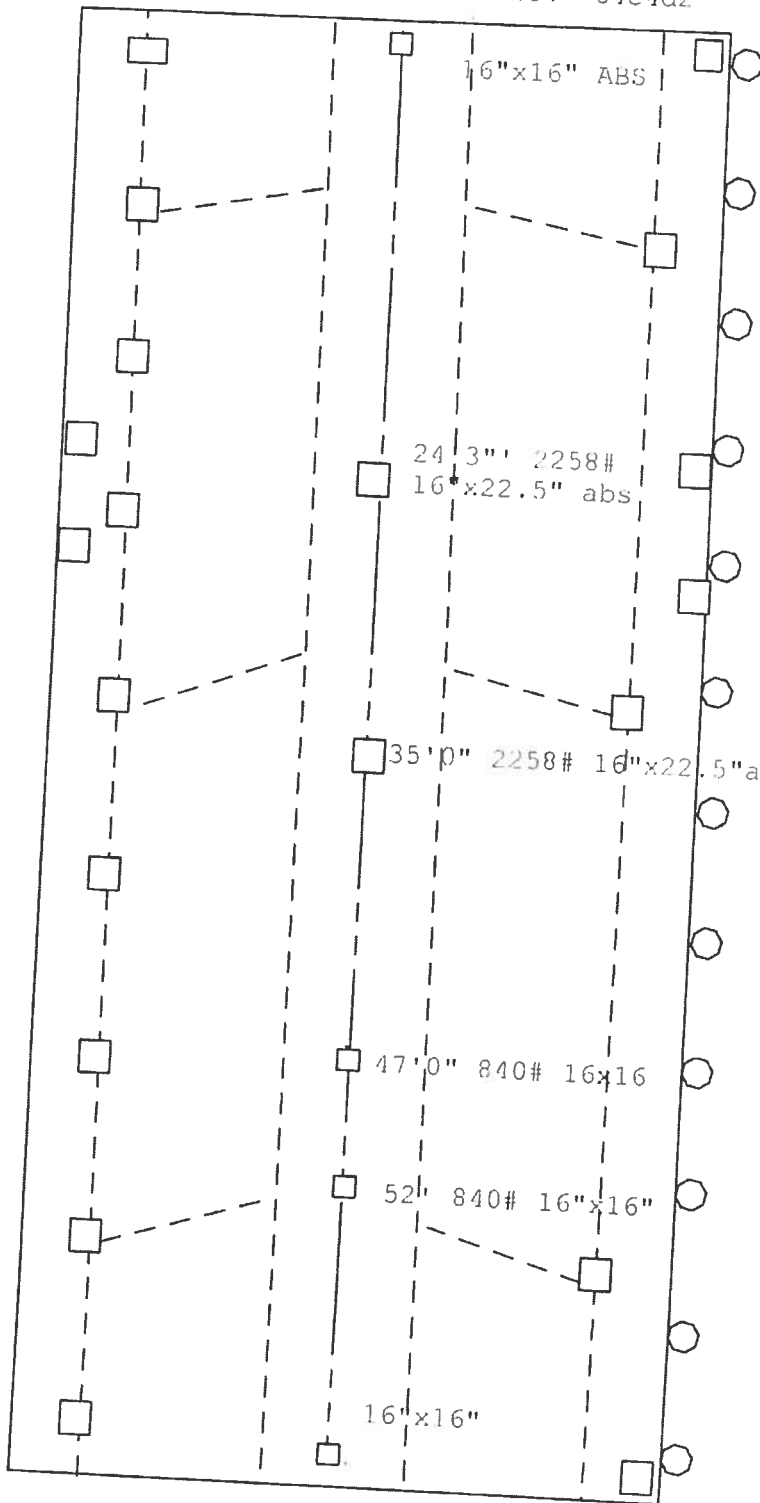 16"x16" ABS
24 3"' 2258#
16"x22.5" abs
35'0" 2258# 16"x22.5"a
47'0" 840# 16x16
52' 840# 16"x16"
16"x16"